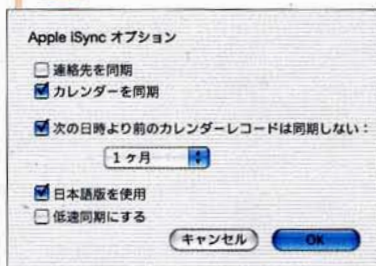 Apple iSync オプション
連絡先を同期
カレンダーを同期
次の日時より前のカレンダーレコードは同期しない：
1ヶ月
日本語版を使用
低速同期にする
キャンセル OK